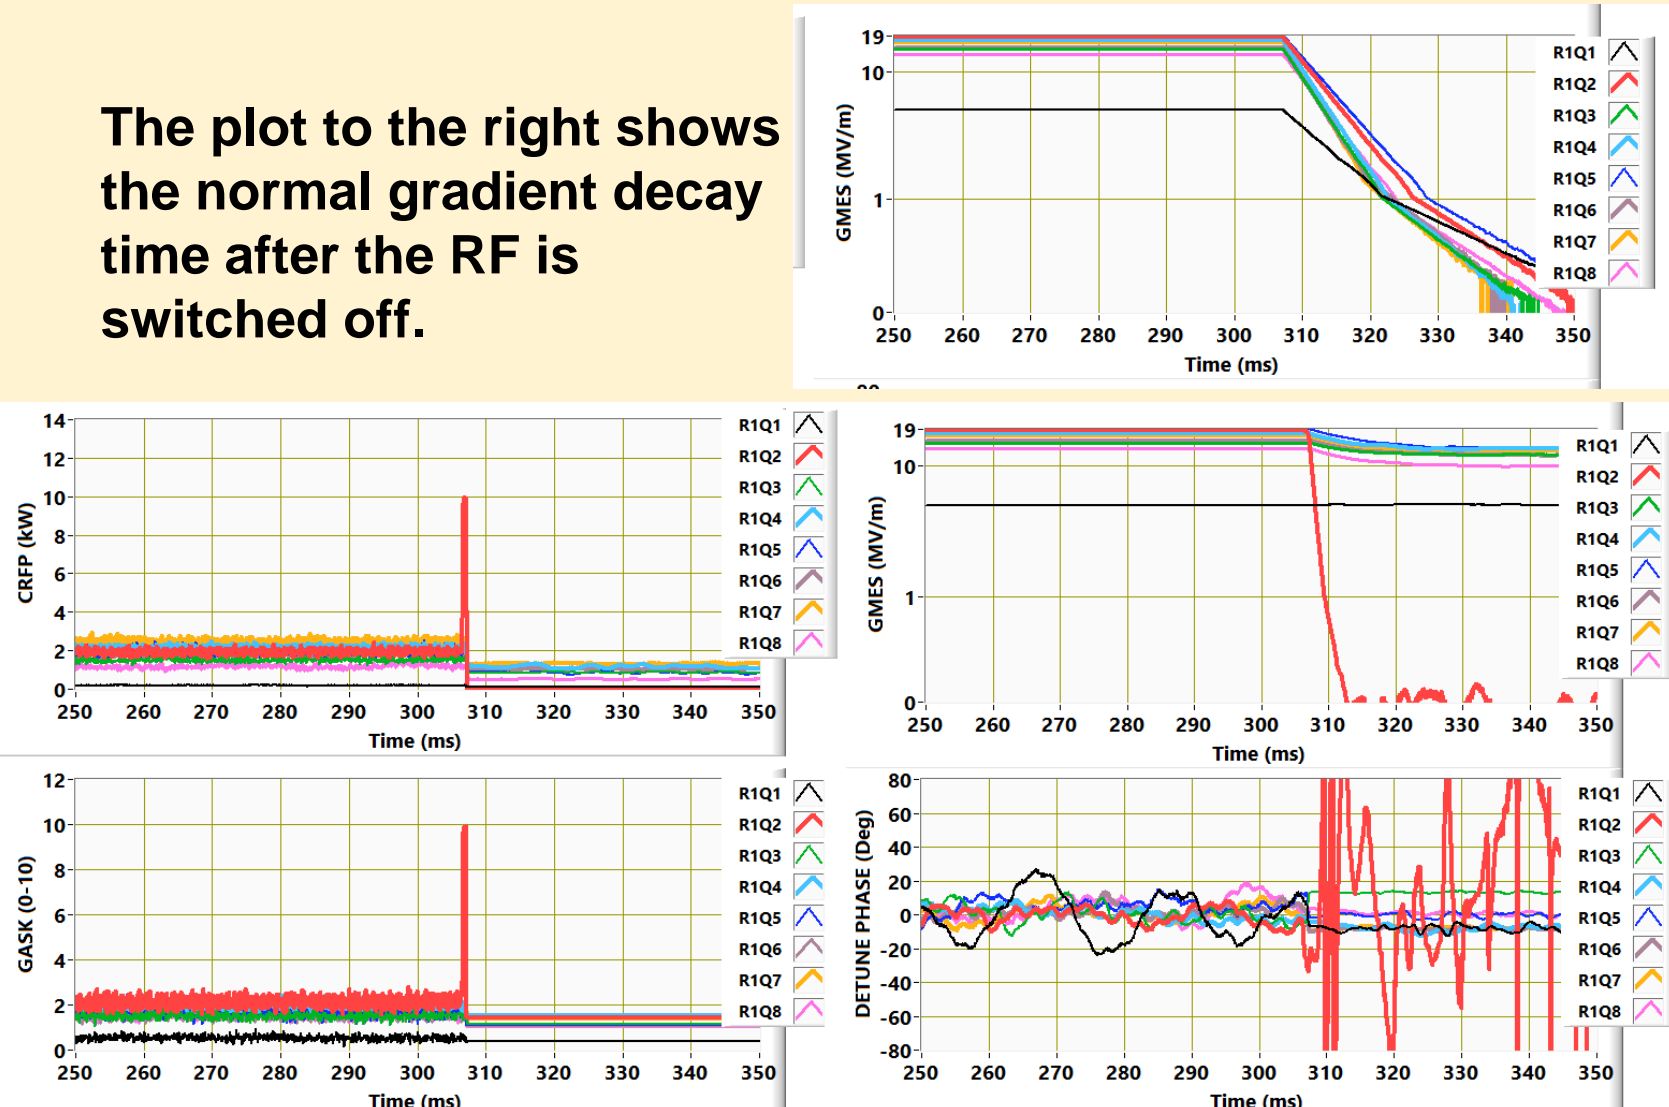 The plot to the right shows
the normal gradient decay
time after the RF is
switched off.
GMES (MV/m)
19
10
1
0
250 260 270 280 290 300 310 320 330 340 350
Time (ms)
R1Q1
R1Q2
R1Q3
R1Q4
R1Q5
R1Q6
R1Q7
R1Q8
CRFP (kW)
14
12
10
8
6
4
2
0
250 260 270 280 290 300 310 320 330 340 350
Time (ms)
R1Q1
R1Q2
R1Q3
R1Q4
R1Q5
R1Q6
R1Q7
R1Q8
GMES (MV/m)
19
10
1
0
250 260 270 280 290 300 310 320 330 340 350
Time (ms)
R1Q1
R1Q2
R1Q3
R1Q4
R1Q5
R1Q6
R1Q7
R1Q8
GASK (0-10)
12
10
8
6
4
2
0
250 260 270 280 290 300 310 320 330 340 350
Time (ms)
R1Q1
R1Q2
R1Q3
R1Q4
R1Q5
R1Q6
R1Q7
R1Q8
DETUNE PHASE (Deg)
80
60
40
20
0
-20
-40
-60
-80
250 260 270 280 290 300 310 320 330 340 350
Time (ms)
R1Q1
R1Q2
R1Q3
R1Q4
R1Q5
R1Q6
R1Q7
R1Q8